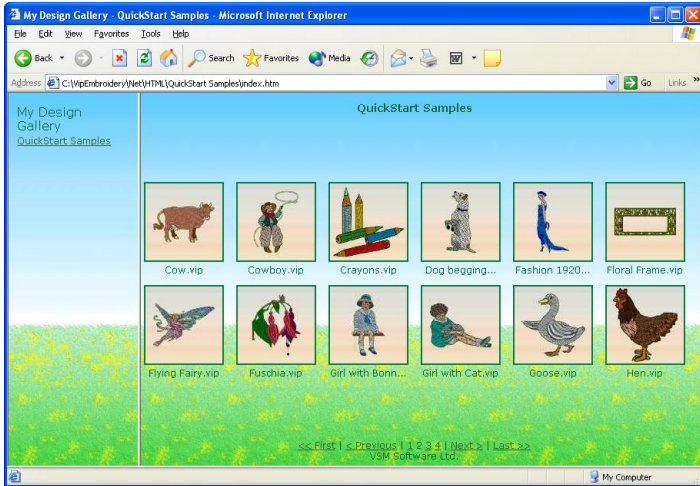 My Design Gallery - QuickStart Samples - Microsoft Internet Explorer
File Edit View Favorites Tools Help
Back Search Favorites Media
Address C:\VipEmbroidery\Net\HTML\QuickStart Samples\index.htm Go Links »
My Design
Gallery
QuickStart Samples
QuickStart Samples
Cow.vip Cowboy.vip Crayons.vip Dog begging... Fashion 1920... Floral Frame.vip
Flying Fairy.vip Fuschia.vip Girl with Bonn... Girl with Cat.vip Goose.vip Hen.vip
<< First | < Previous | 1 2 3 4 | Next > | Last >>
VSM Software Ltd.
My Computer